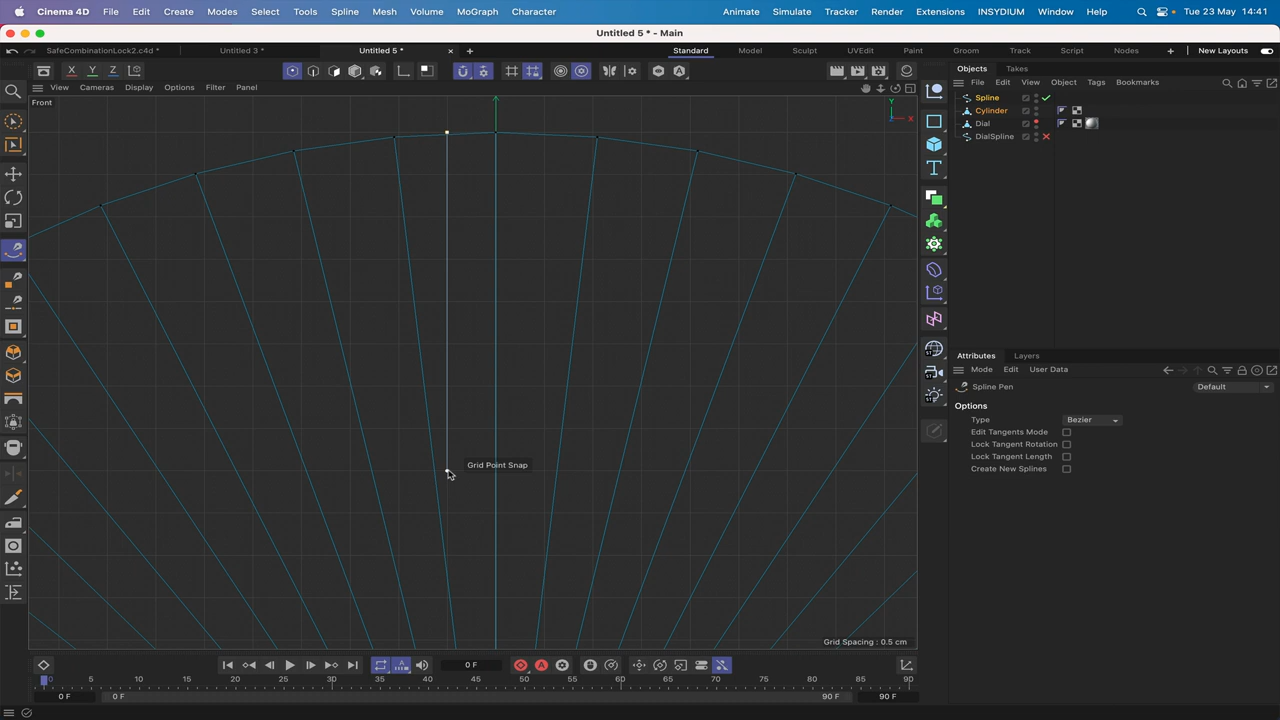 Cinema 4D File Edit Create Modes Select Tools Spline Mesh Volume MoGraph Character Animate Simulate Tracker Render Extensions INSYDIUM Window Help Tue 23 May 14:41
Untitled 5 * - Main
SafeCombinationLock2.c4d * Untitled 3 * Untitled 5 * × + Standard Model Sculpt UVEdit Paint Groom Track Script Nodes + New Layouts
X Y Z
Objects Takes
View Cameras Display Options Filter Panel
File Edit View Object Tags Bookmarks
Front
Y
X
Z
Spline
Cylinder
Dial
DialSpline
Attributes Layers
Mode Edit User Data
Spline Pen Default
Options
Type Bezier
Edit Tangents Mode
Lock Tangent Rotation
Lock Tangent Length
Create New Splines
Grid Point Snap
Grid Spacing : 0.5 cm
0 F
0 5 10 15 20 25 30 35 40 45 50 55 60 65 70 75 80 85 90
0 F 0 F 90 F 90 F